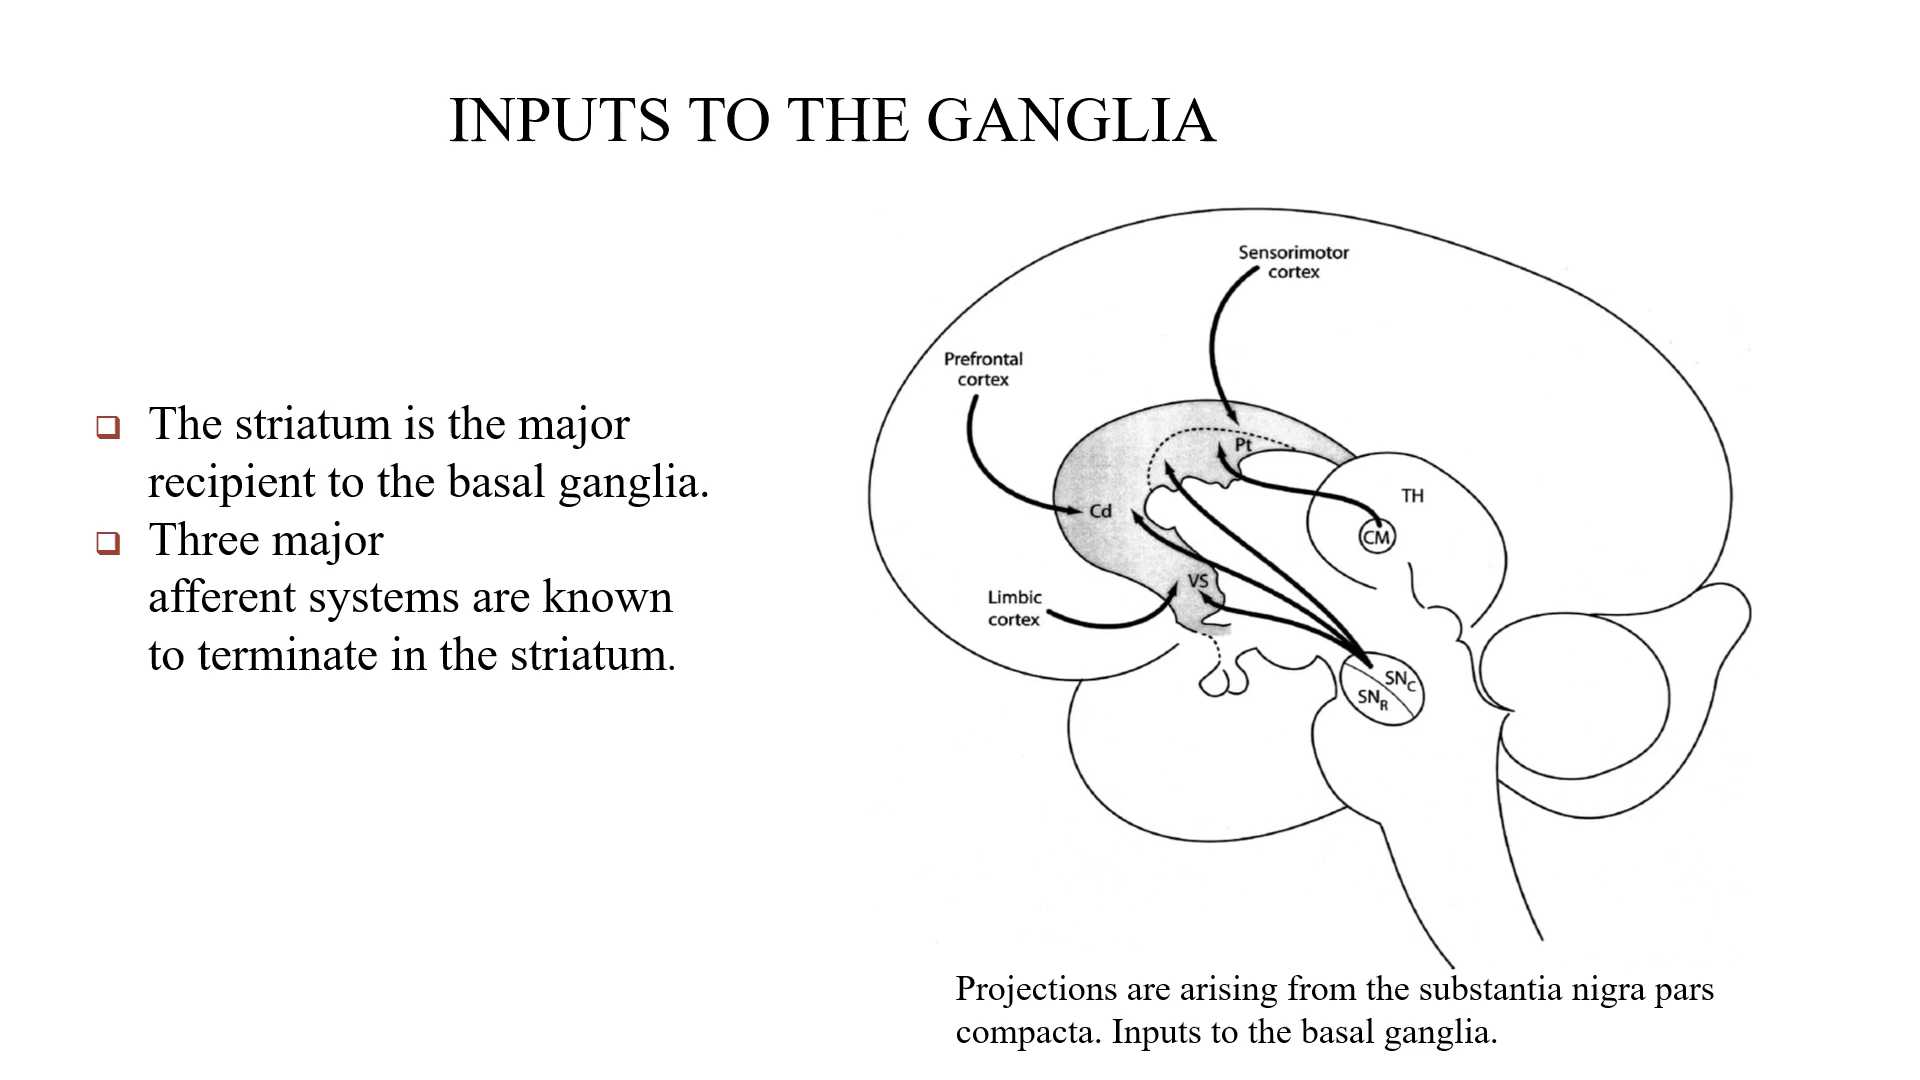 INPUTS TO THE GANGLIA
The striatum is the major
recipient to the basal ganglia.
Three major
afferent systems are known
to terminate in the striatum.
Sensorimotor
cortex
Prefrontal
cortex
Pt
TH
Cd
CM
VS
Limbic
cortex
SNC
SNR
Projections are arising from the substantia nigra pars
compacta. Inputs to the basal ganglia.